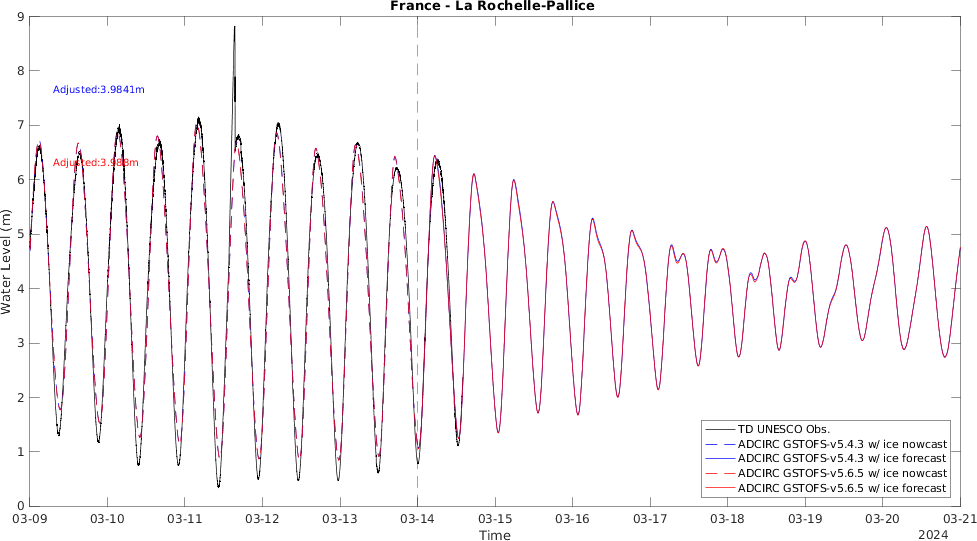 France - La Rochelle-Pallice
9
8
7
6
5
4
3
2
1
0
Water Level (m)
Adjusted:3.9841m
Adjusted:3.988m
TD UNESCO Obs.
ADCIRC GSTOFS-v5.4.3 w/ ice nowcast
ADCIRC GSTOFS-v5.4.3 w/ ice forecast
ADCIRC GSTOFS-v5.6.5 w/ ice nowcast
ADCIRC GSTOFS-v5.6.5 w/ ice forecast
03-09 03-10 03-11 03-12 03-13 03-14 03-15 03-16 03-17 03-18 03-19 03-20 03-21
Time
2024